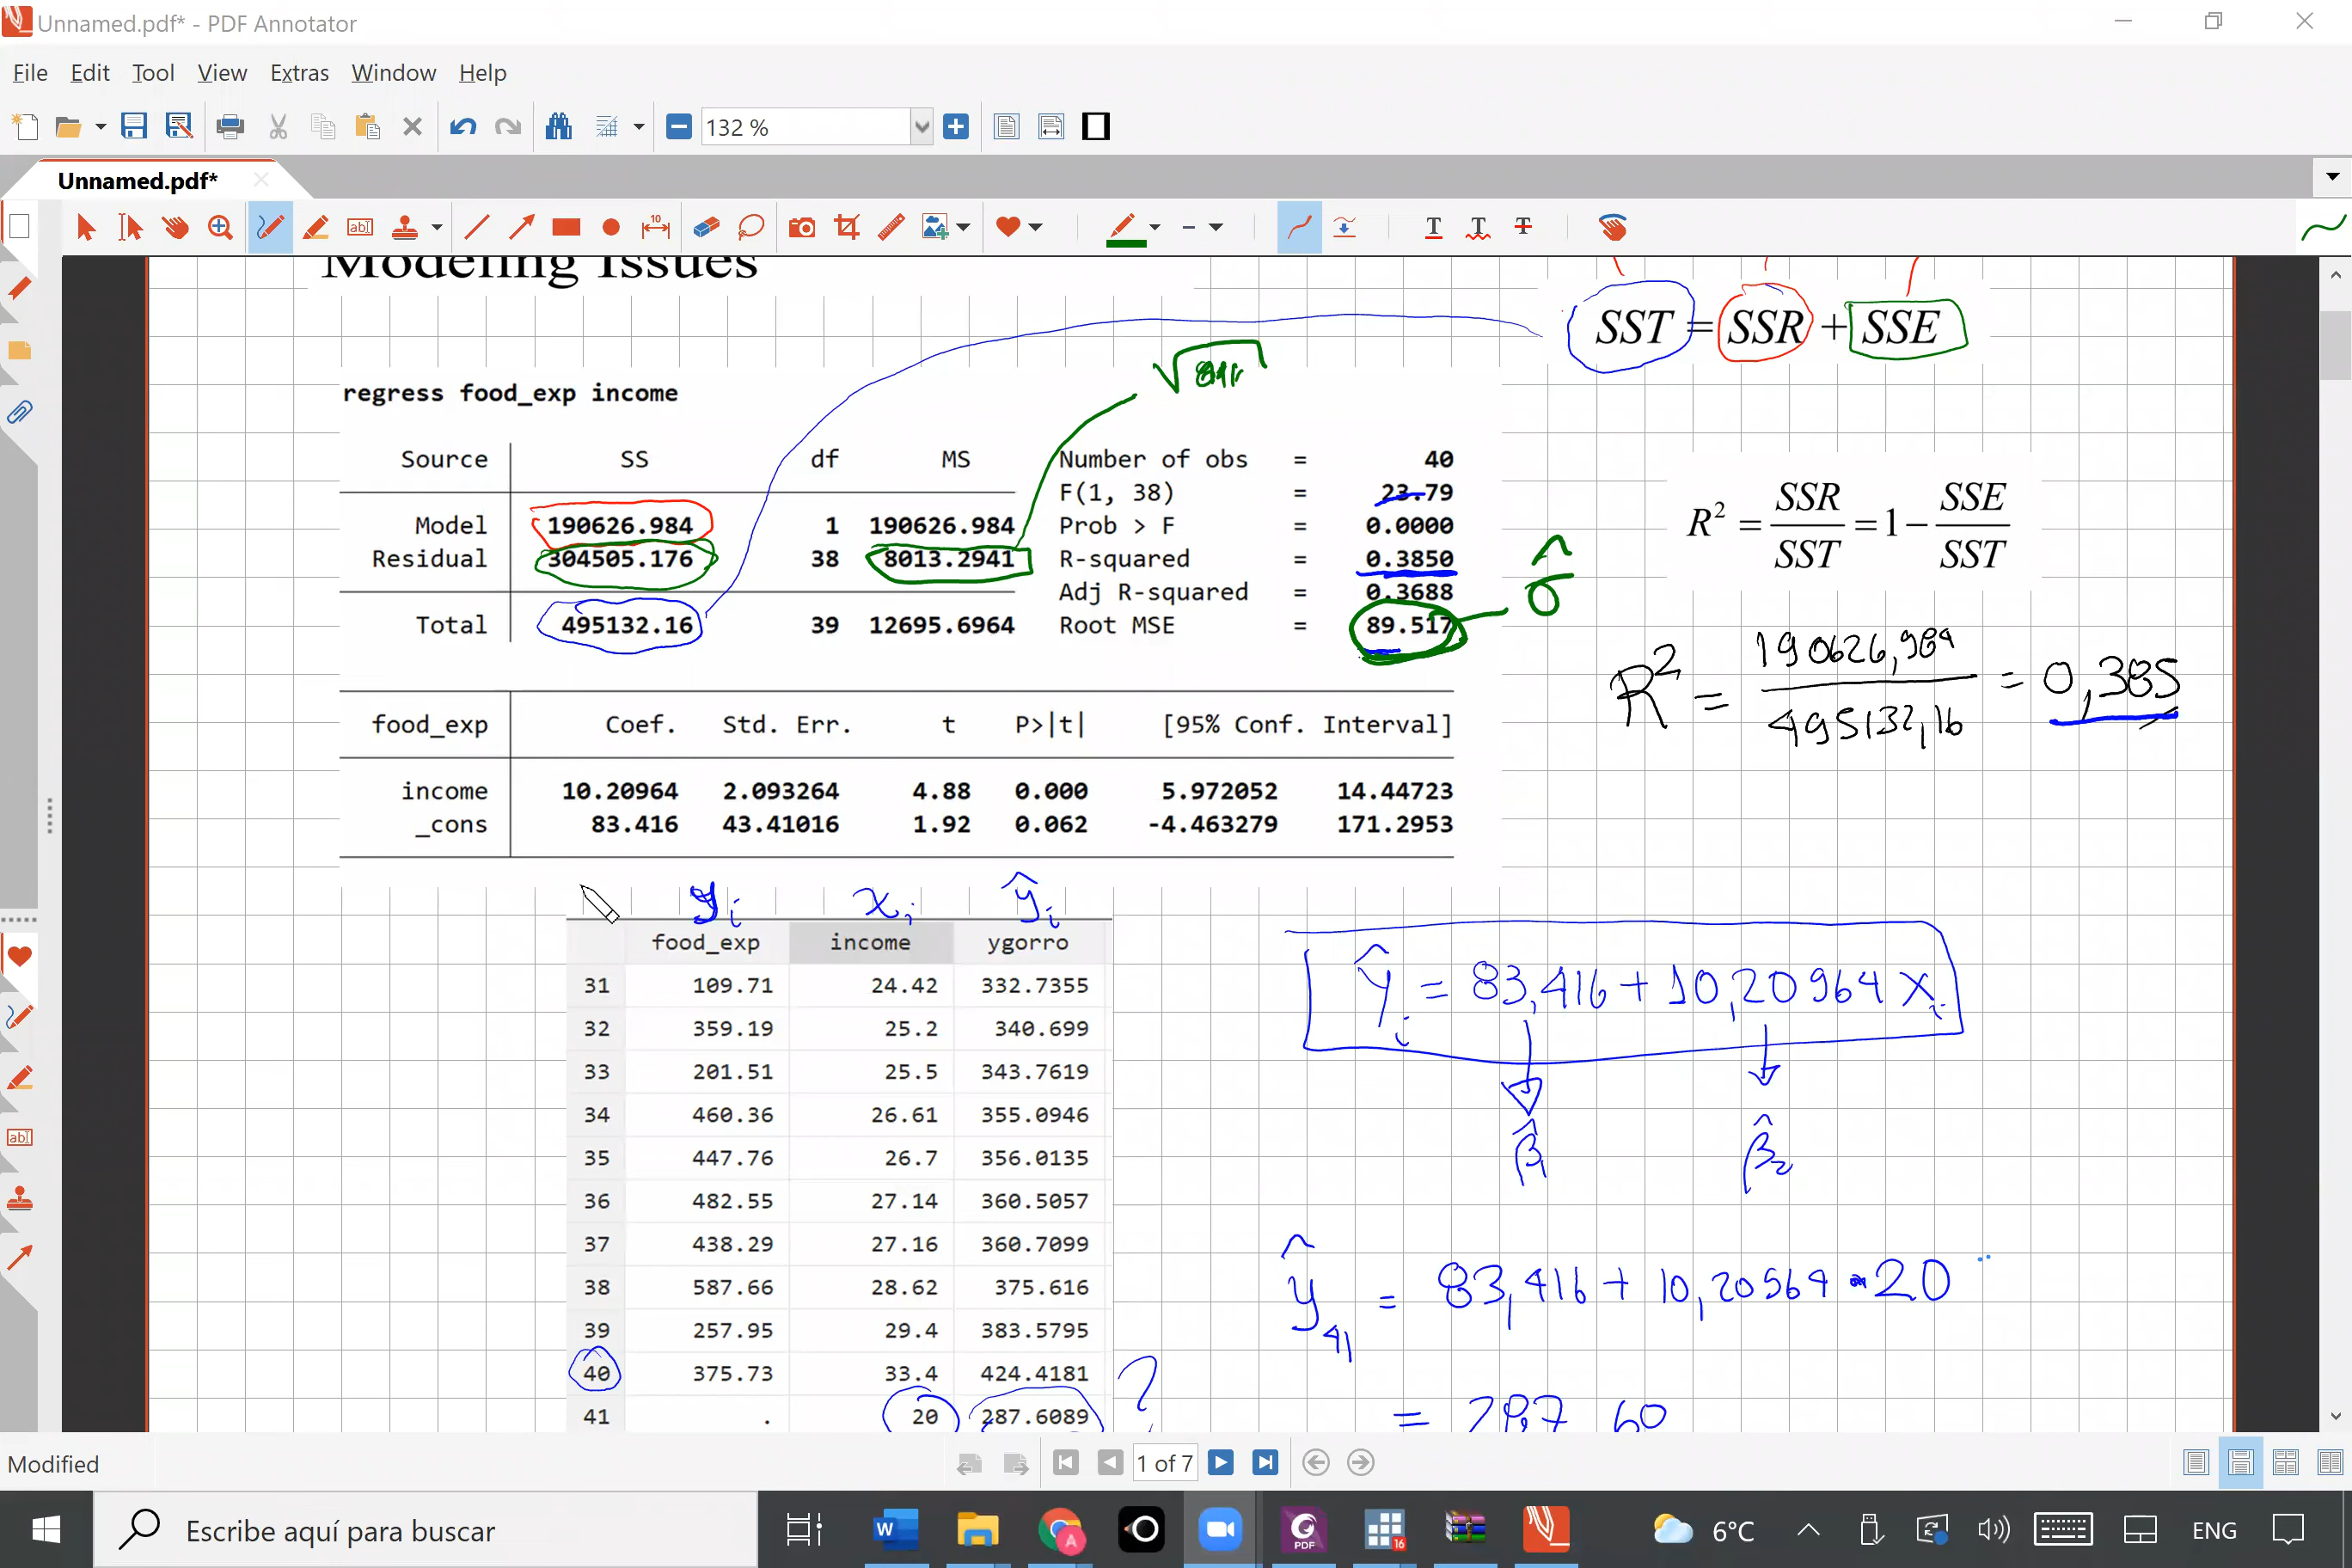 Unnamed.pdf* - PDF Annotator
File Edit Tool View Extras Window Help
132 %
Unnamed.pdf*
Modeling Issues
SST = SSR + SSE
regress food_exp income
Source SS df MS Number of obs = 40
F(1, 38) = 23.79
Model 190626.984 1 190626.984 Prob > F = 0.0000
Residual 304505.176 38 8013.2941 R-squared = 0.3850
Adj R-squared = 0.3688
Total 495132.16 39 12695.6964 Root MSE = 89.517
σ̂
R² = SSR/SST = 1 − SSE/SST
R² = 190626,984/495132,16 = 0,385
food_exp Coef. Std. Err. t P>|t| [95% Conf. Interval]
income 10.20964 2.093264 4.88 0.000 5.972052 14.44723
_cons 83.416 43.41016 1.92 0.062 -4.463279 171.2953
yi xi ŷi
food_exp income ygorro
31 109.71 24.42 332.7355
32 359.19 25.2 340.699
33 201.51 25.5 343.7619
34 460.36 26.61 355.0946
35 447.76 26.7 356.0135
36 482.55 27.14 360.5057
37 438.29 27.16 360.7099
38 587.66 28.62 375.616
39 257.95 29.4 383.5795
40 375.73 33.4 424.4181
41 . 20 287.6089 ?
ŷi = 83,416 + 10,20964 xi
β̂1 β̂2
ŷ41 = 83,416 + 10,20964 · 20
= 287 60
Modified
1 of 7
Escribe aquí para buscar
6°C
ENG